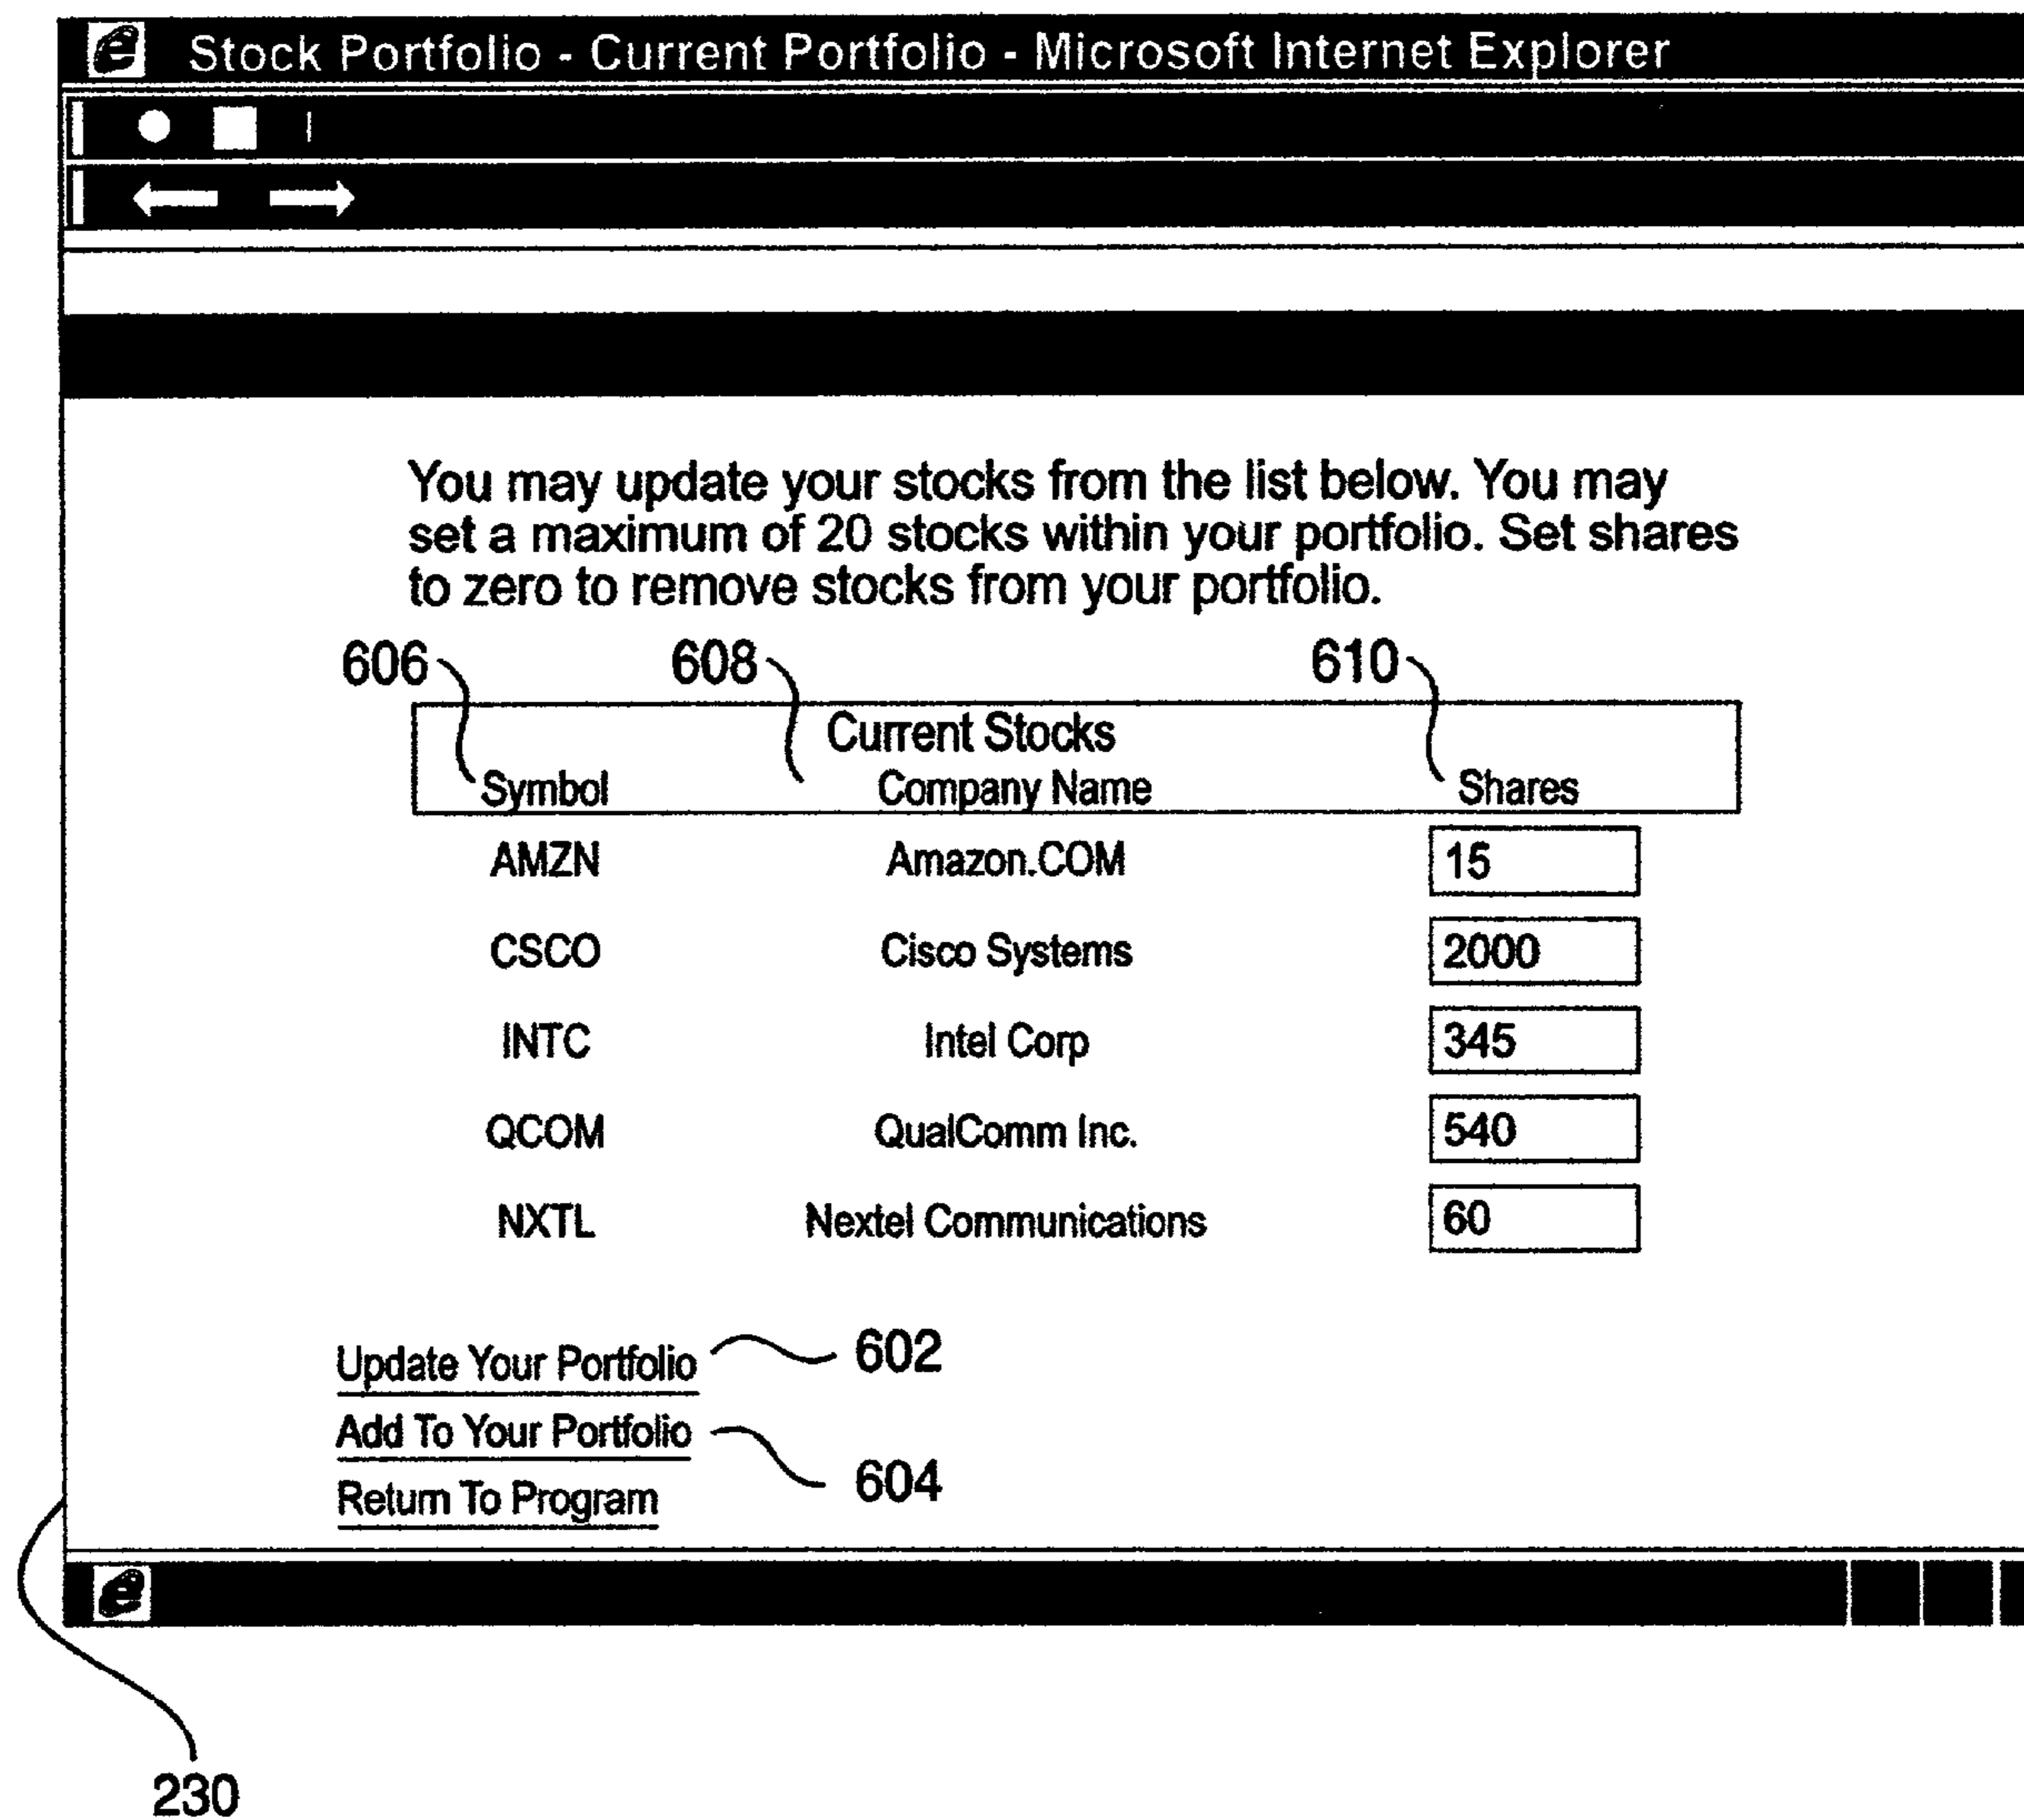 Stock Portfolio - Current Portfolio - Microsoft Internet Explorer
You may update your stocks from the list below. You may
set a maximum of 20 stocks within your portfolio. Set shares
to zero to remove stocks from your portfolio.
606 608 610
Current Stocks
Symbol Company Name Shares
AMZN Amazon.COM 15
CSCO Cisco Systems 2000
INTC Intel Corp 345
QCOM QualComm Inc. 540
NXTL Nextel Communications 60
Update Your Portfolio 602
Add To Your Portfolio 604
Return To Program
230